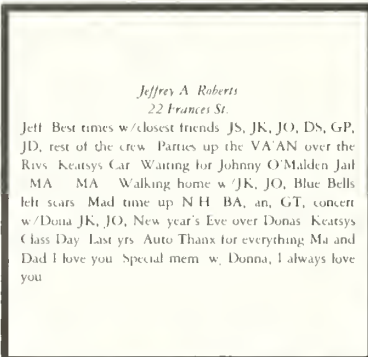 Jeffrey A. Roberts
22 Frances St.
Jeff Best times w/closest friends JS, JK, JO, DS, GP,
JD, rest of the crew Parties up the VA'AN over the
Rivs Keatsys Car Waiting for Johnny O'Malden Jail
MA MA Walking home w/JK, JO, Blue Bells
left scars Mad time up N H BA, an, GT, concert
w/Dona JK, JO, New year's Eve over Donas Keatsys
Class Day Last yrs Auto Thanx for everything Ma and
Dad I love you Special mem w, Donna, I always love
you